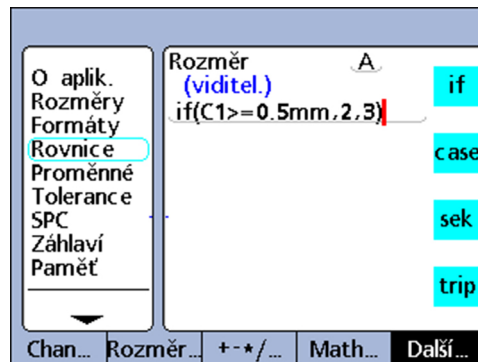 O aplik.
Rozměry
Formáty
Rovnice
Proměnné
Tolerance
SPC
Záhlaví
Paměť
Rozměr A
(viditel.)
if(C1>=0.5mm,2,3)
if
case
sek
trip
Chan... Rozměr... +-*/... Math... Další...